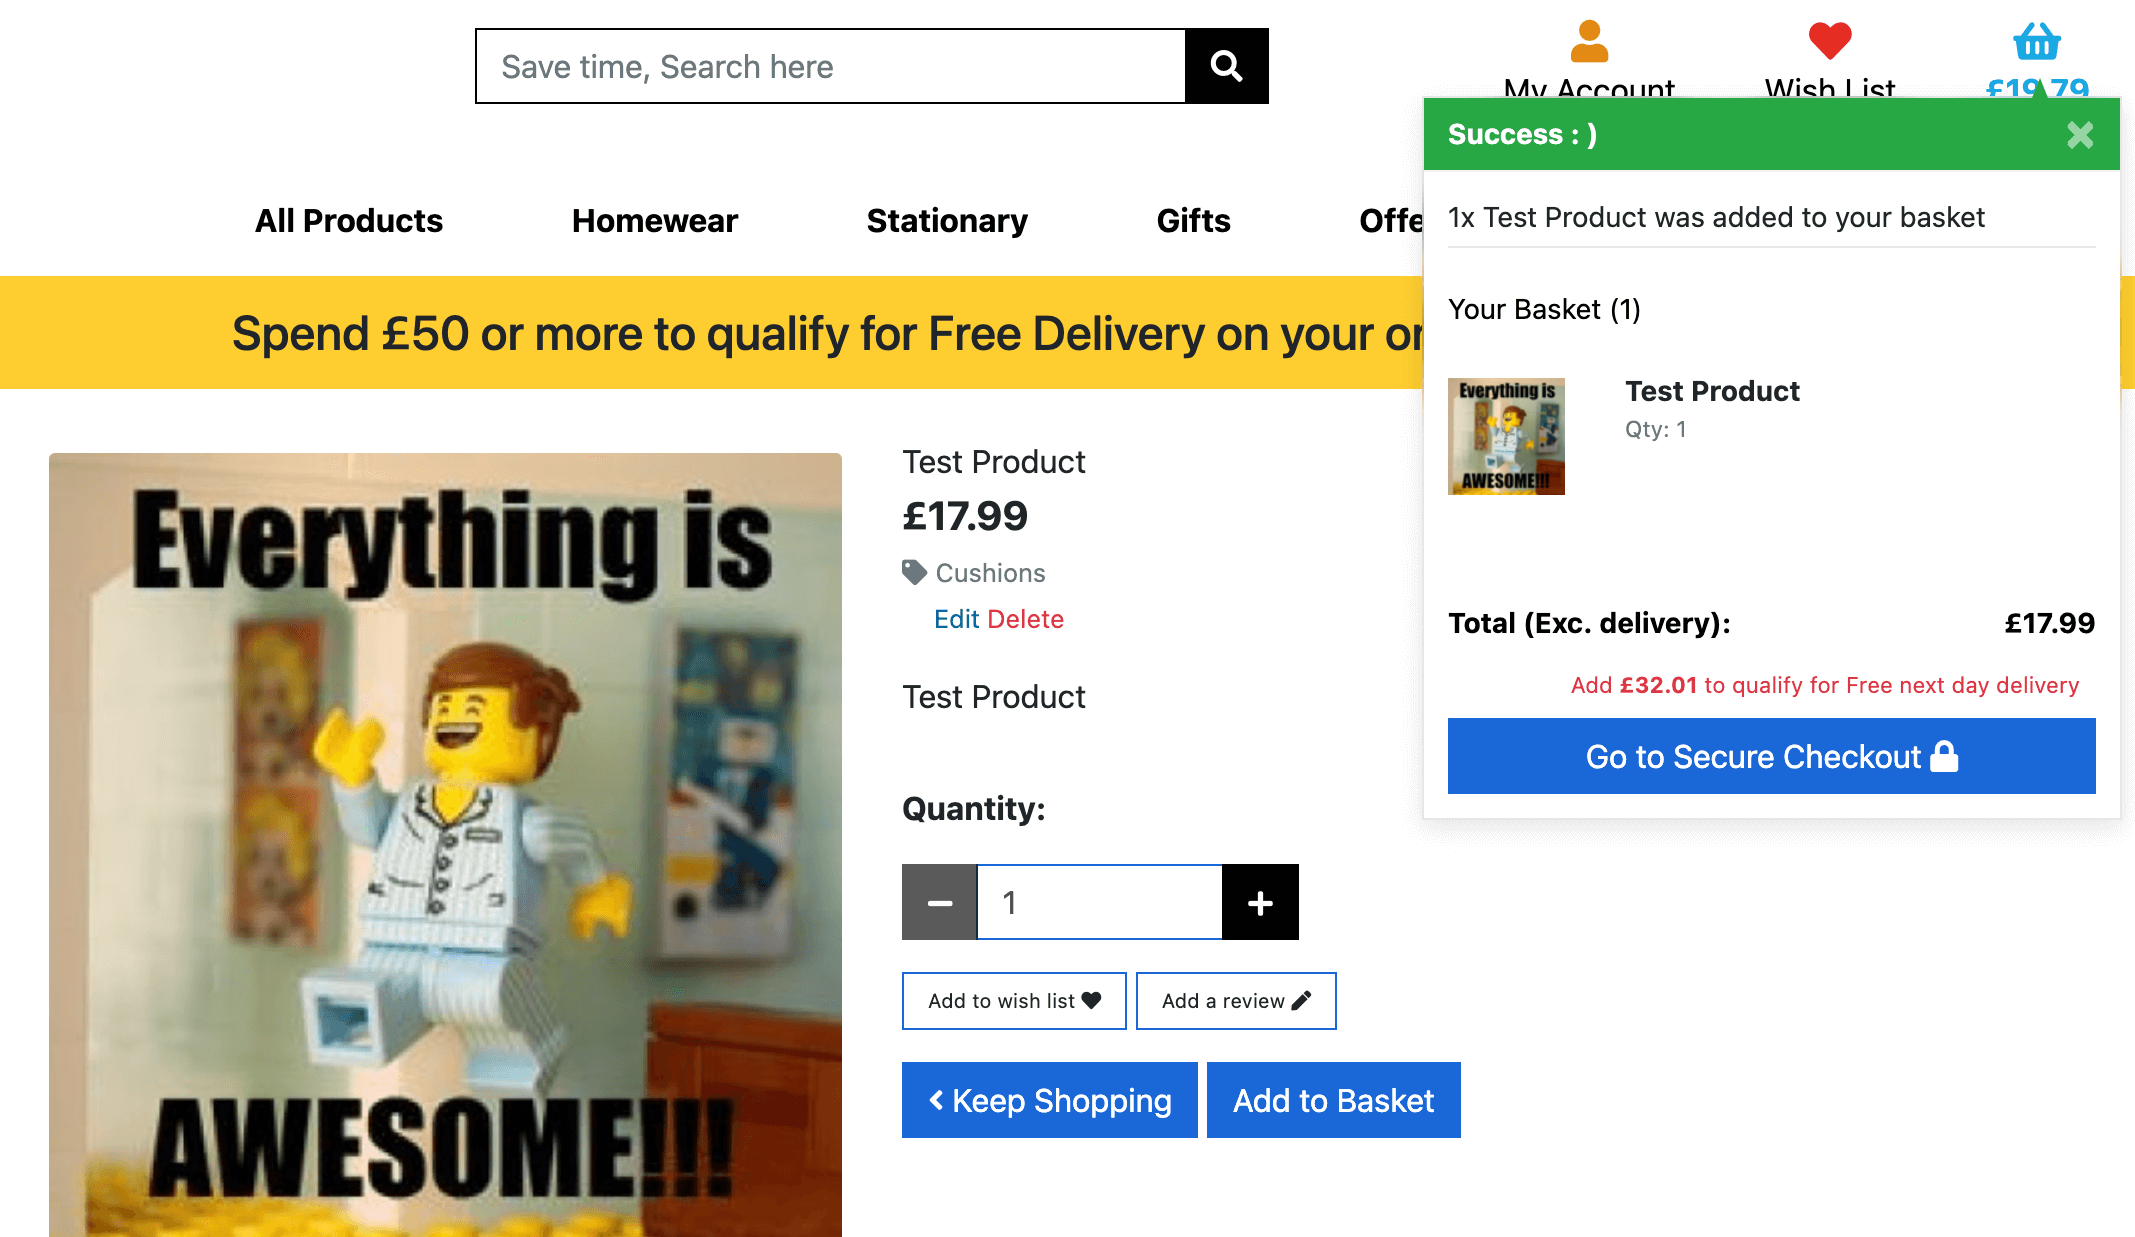 Save time, Search here
My Account
Wish List
£19.79
All Products
Homewear
Stationary
Gifts
Spend £50 or more to qualify for Free Delivery on your
Success : )
1x Test Product was added to your basket
Your Basket (1)
Everything is
AWESOME!!!
Test Product
Qty: 1
Total (Exc. delivery):
£17.99
Add £32.01 to qualify for Free next day delivery
Go to Secure Checkout
Everything is
AWESOME!!!
Test Product
£17.99
Cushions
Edit Delete
Test Product
Quantity:
1
Add to wish list
Add a review
Keep Shopping
Add to Basket